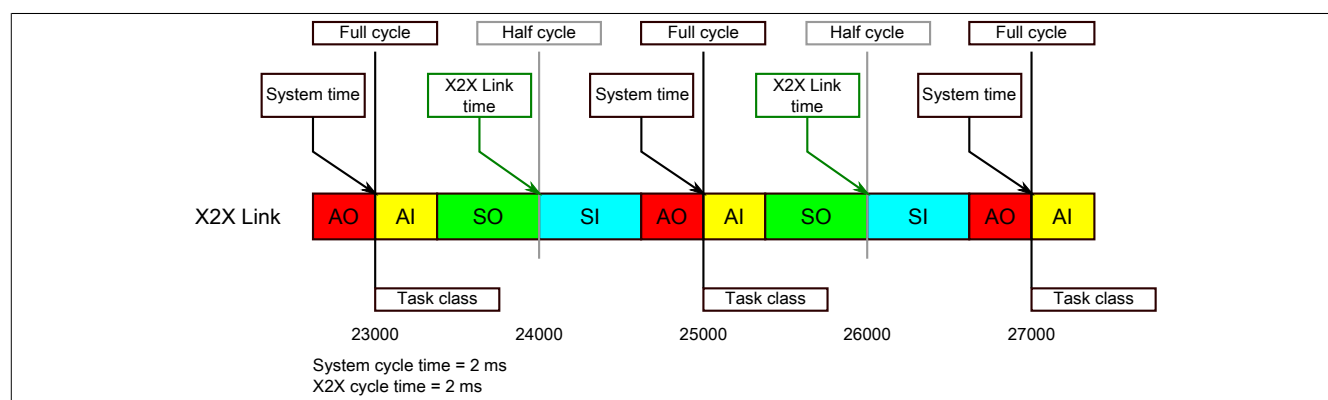 Full cycle Half cycle Full cycle Half cycle Full cycle
System time X2X Link time System time X2X Link time System time
X2X Link AO AI SO SI AO AI SO SI AO AI
Task class Task class Task class
23000 24000 25000 26000 27000
System cycle time = 2 ms
X2X cycle time = 2 ms